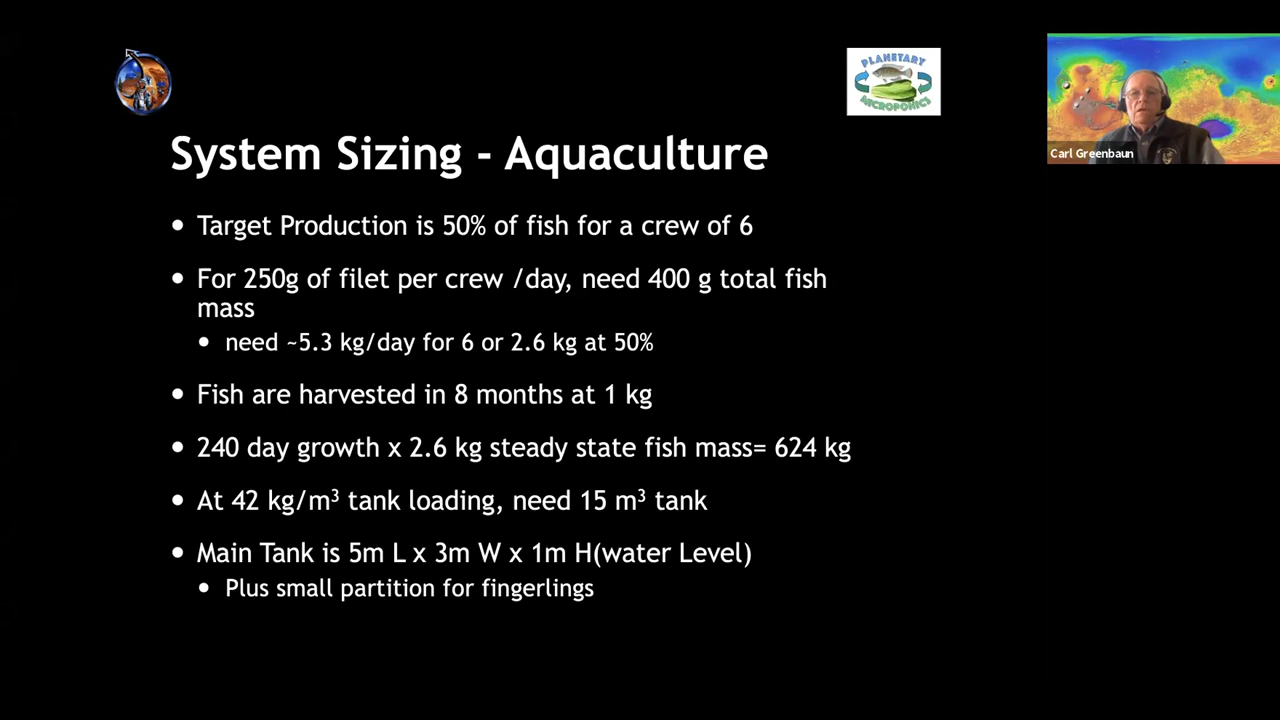 PLANETARY
MICROPONICS
Carl Greenbaun
System Sizing - Aquaculture
• Target Production is 50% of fish for a crew of 6
• For 250g of filet per crew /day, need 400 g total fish
mass
• need ~5.3 kg/day for 6 or 2.6 kg at 50%
• Fish are harvested in 8 months at 1 kg
• 240 day growth x 2.6 kg steady state fish mass= 624 kg
• At 42 kg/m³ tank loading, need 15 m³ tank
• Main Tank is 5m L x 3m W x 1m H(water Level)
• Plus small partition for fingerlings